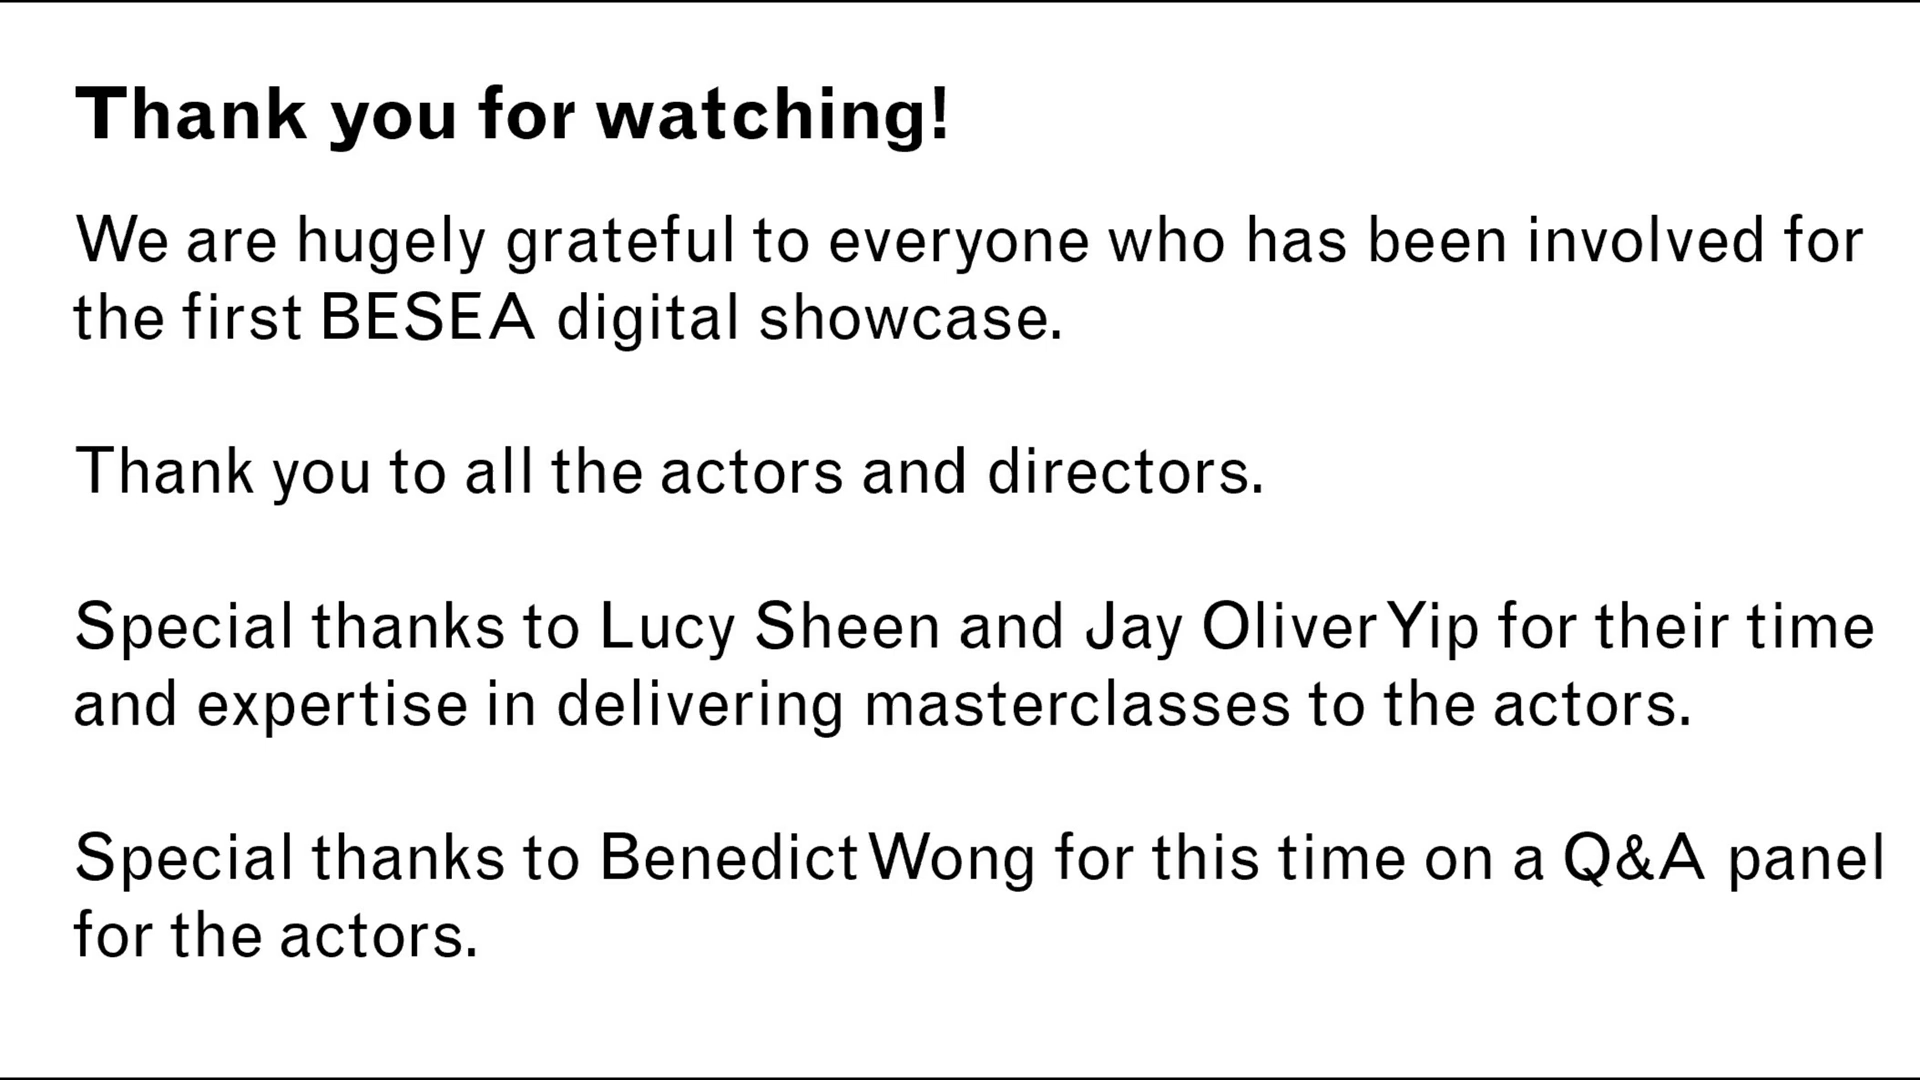 Thank you for watching!
We are hugely grateful to everyone who has been involved for
the first BESEA digital showcase.
Thank you to all the actors and directors.
Special thanks to Lucy Sheen and Jay Oliver Yip for their time
and expertise in delivering masterclasses to the actors.
Special thanks to Benedict Wong for this time on a Q&A panel
for the actors.